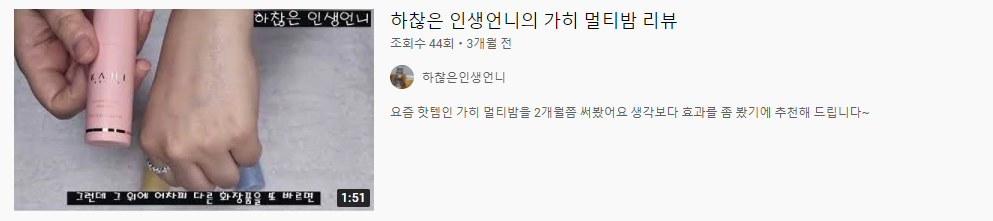 하찮은 인생언니
KAHI
그런데 그 위에 어차피 다른 화장품을 또 바르면
1:51
하찮은 인생언니의 가히 멀티밤 리뷰
조회수 44회 • 3개월 전
하찮은인생언니
요즘 핫템인 가히 멀티밤을 2개월쯤 써봤어요 생각보다 효과를 좀 봤기에 추천해 드립니다~